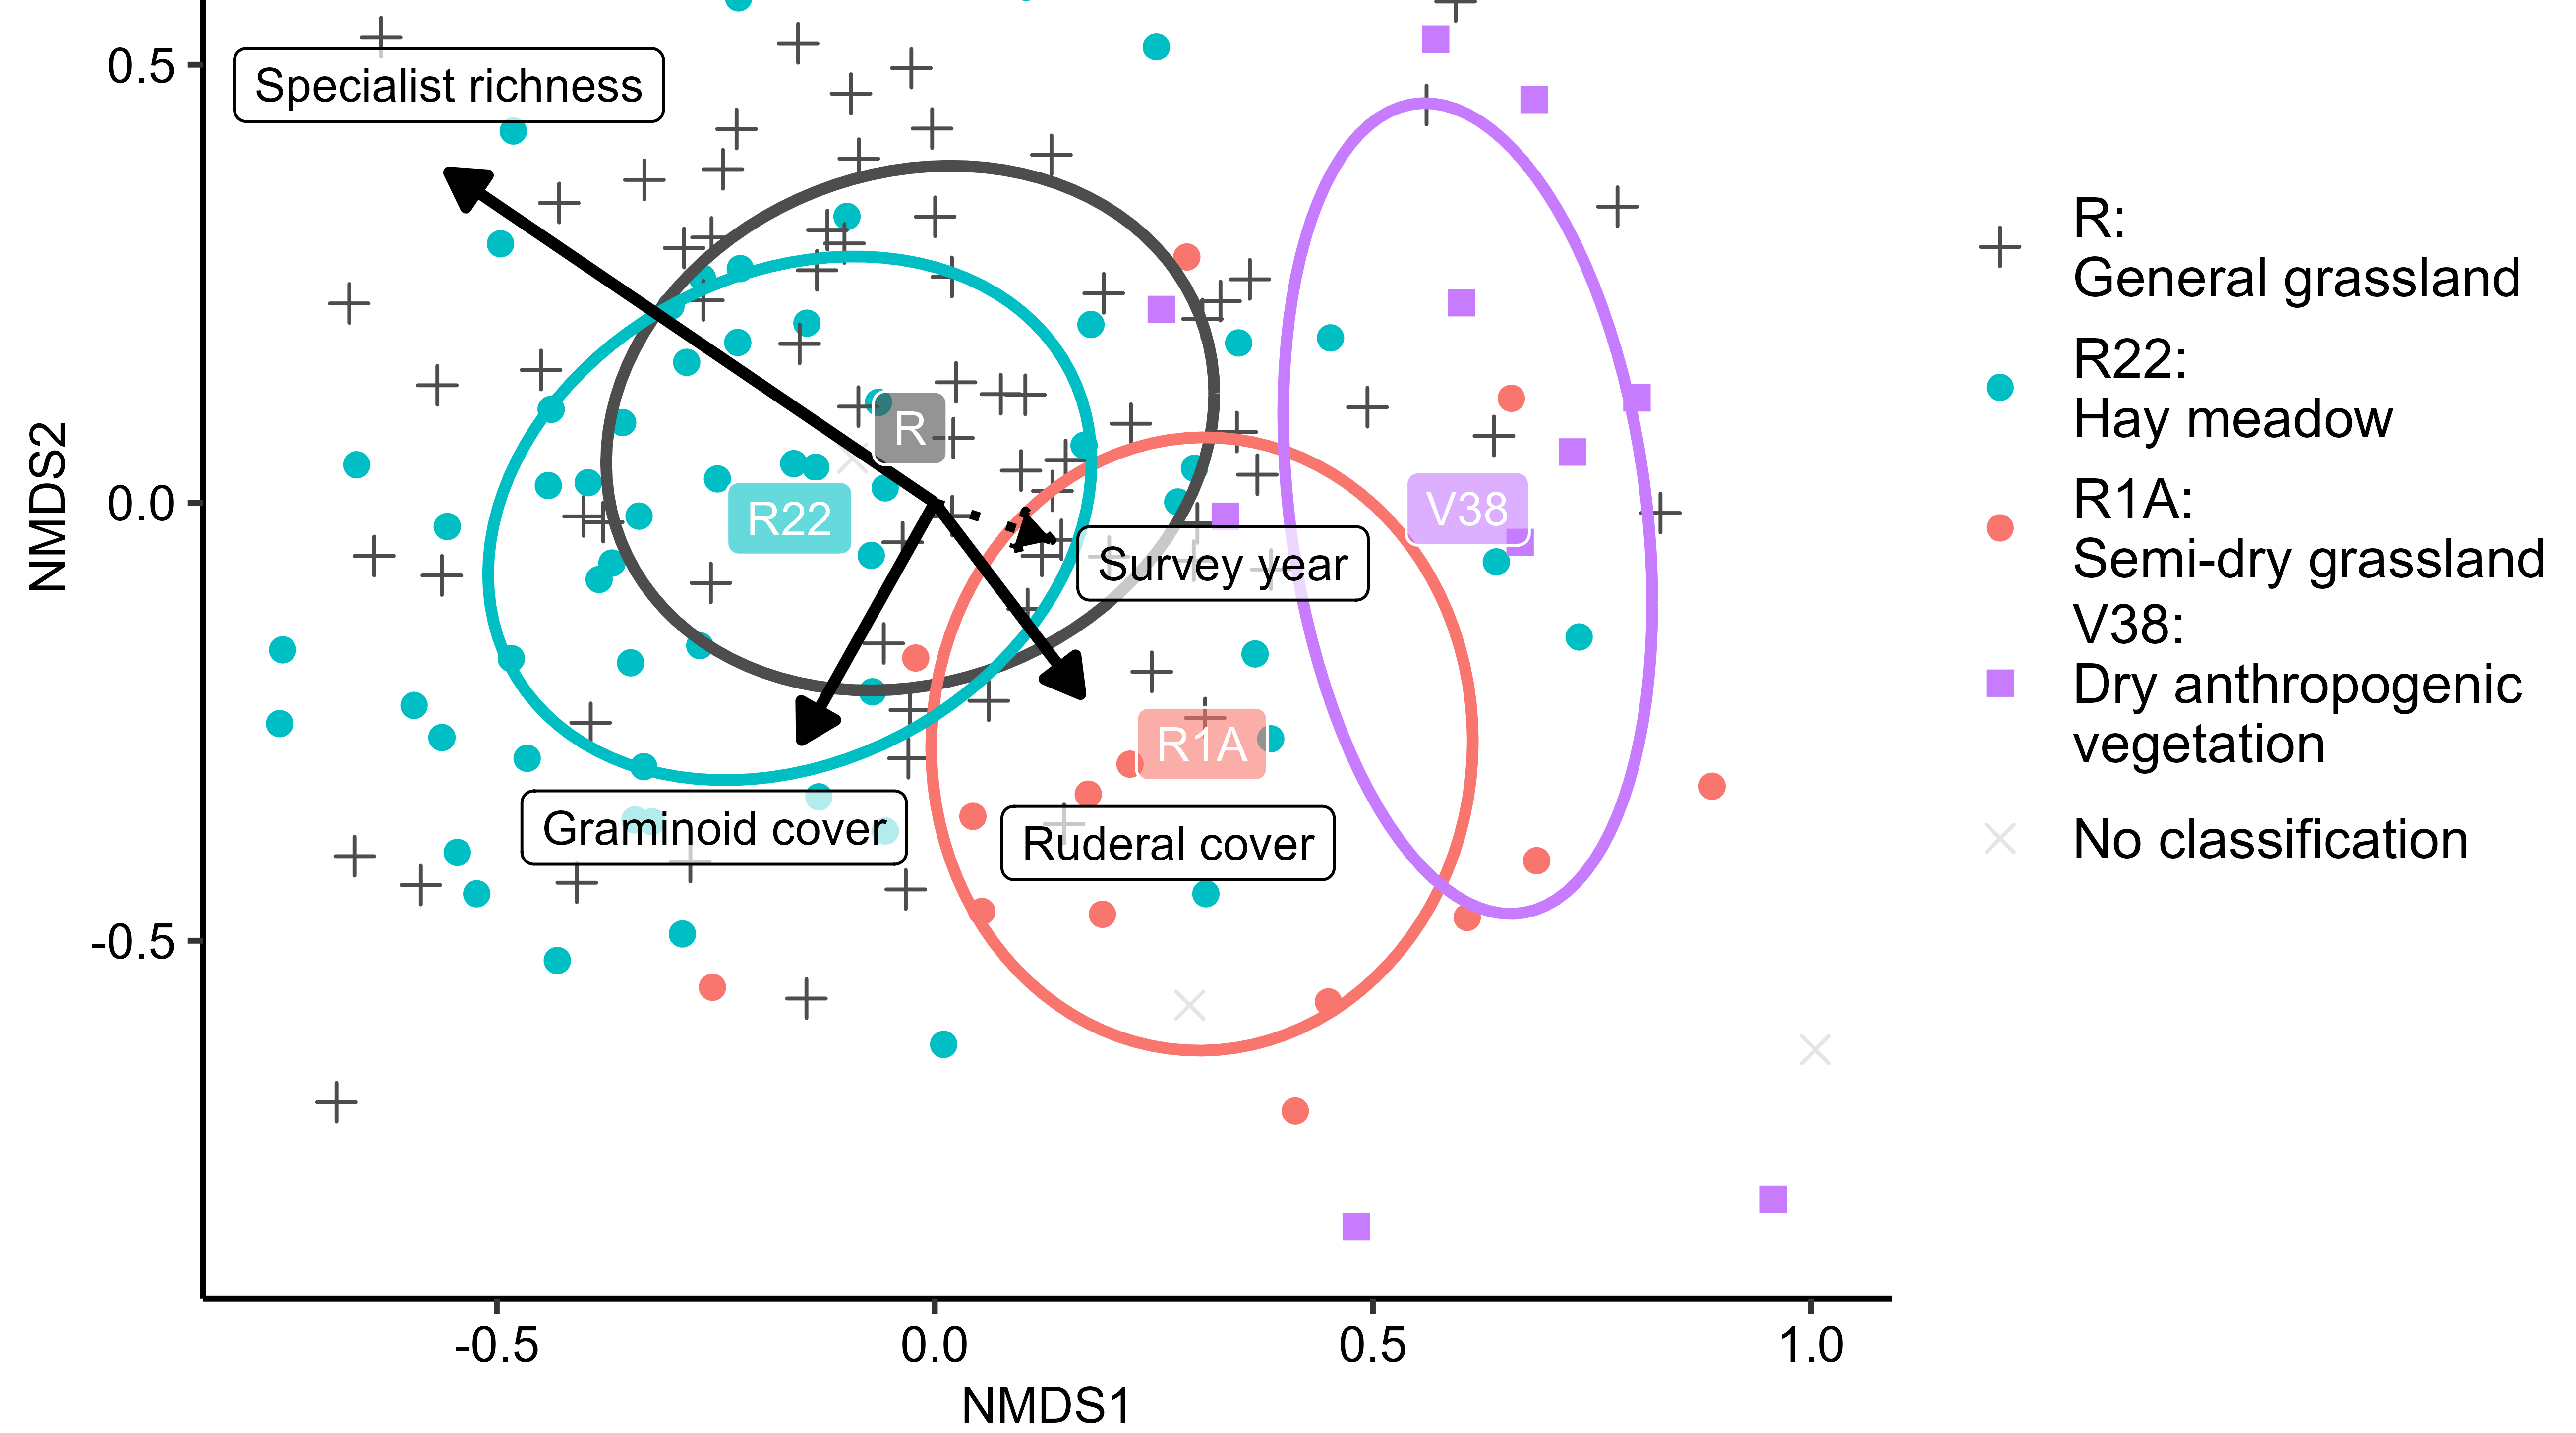 0.5
Specialist richness
R
R22
0.0
V38
Survey year
NMDS2
R1A
Graminoid cover
Ruderal cover
-0.5
-0.5
0.0
0.5
1.0
NMDS1
R:
General grassland
R22:
Hay meadow
R1A:
Semi-dry grassland
V38:
Dry anthropogenic
vegetation
No classification